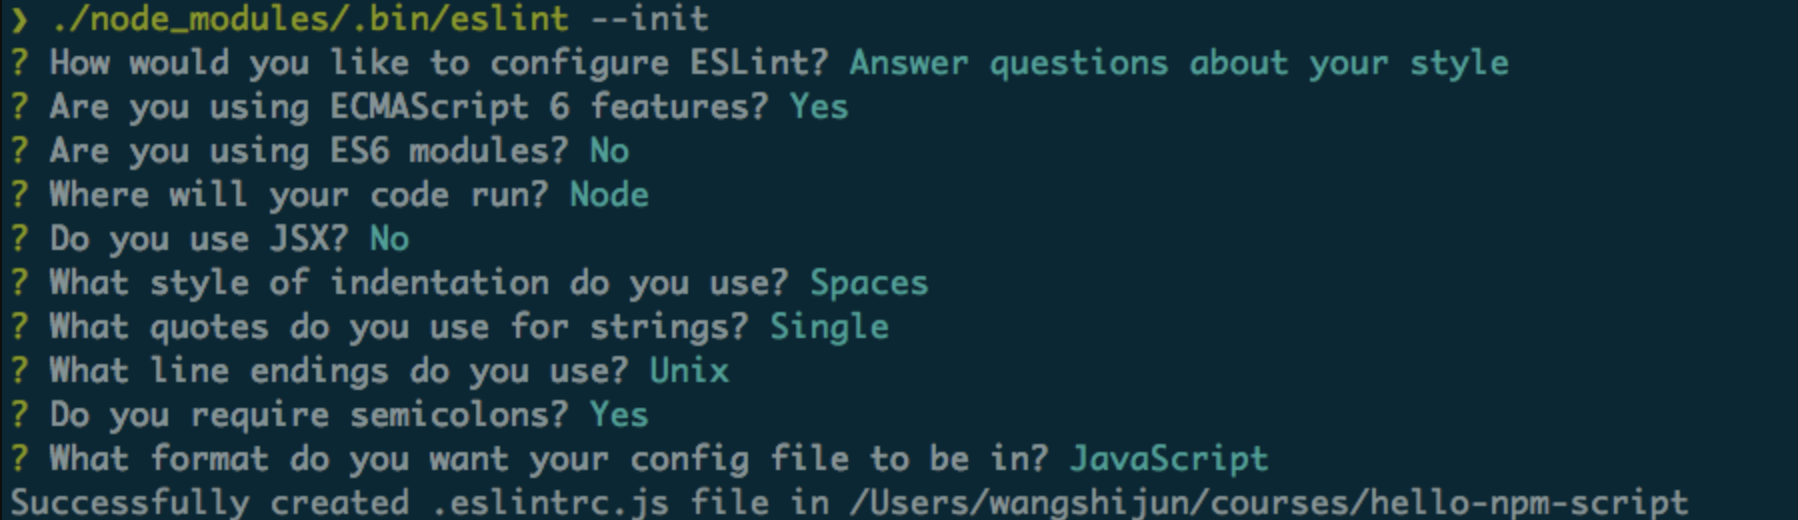 ❯ ./node_modules/.bin/eslint --init
? How would you like to configure ESLint? Answer questions about your style
? Are you using ECMAScript 6 features? Yes
? Are you using ES6 modules? No
? Where will your code run? Node
? Do you use JSX? No
? What style of indentation do you use? Spaces
? What quotes do you use for strings? Single
? What line endings do you use? Unix
? Do you require semicolons? Yes
? What format do you want your config file to be in? JavaScript
Successfully created .eslintrc.js file in /Users/wangshijun/courses/hello-npm-script